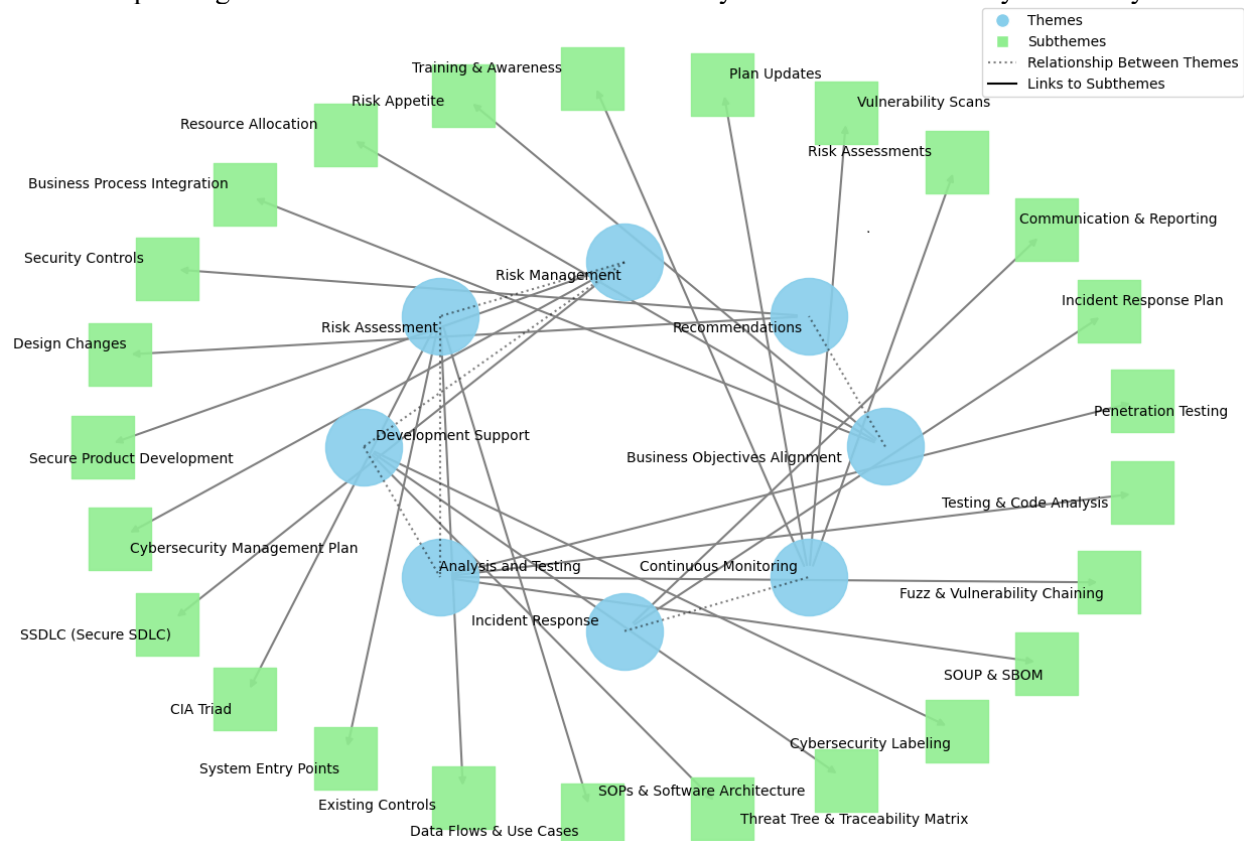 Themes
Subthemes
Relationship Between Themes
Links to Subthemes
Training & Awareness
Plan Updates
Risk Appetite
Vulnerability Scans
Resource Allocation
Risk Assessments
Business Process Integration
Communication & Reporting
Security Controls
Risk Management
Incident Response Plan
Risk Assessment
Recommendations
Design Changes
Penetration Testing
Development Support
Secure Product Development
Business Objectives Alignment
Testing & Code Analysis
Cybersecurity Management Plan
Analysis and Testing
Continuous Monitoring
Fuzz & Vulnerability Chaining
Incident Response
SSDLC (Secure SDLC)
SOUP & SBOM
CIA Triad
Cybersecurity Labeling
System Entry Points
SOPs & Software Architecture
Existing Controls
Threat Tree & Traceability Matrix
Data Flows & Use Cases